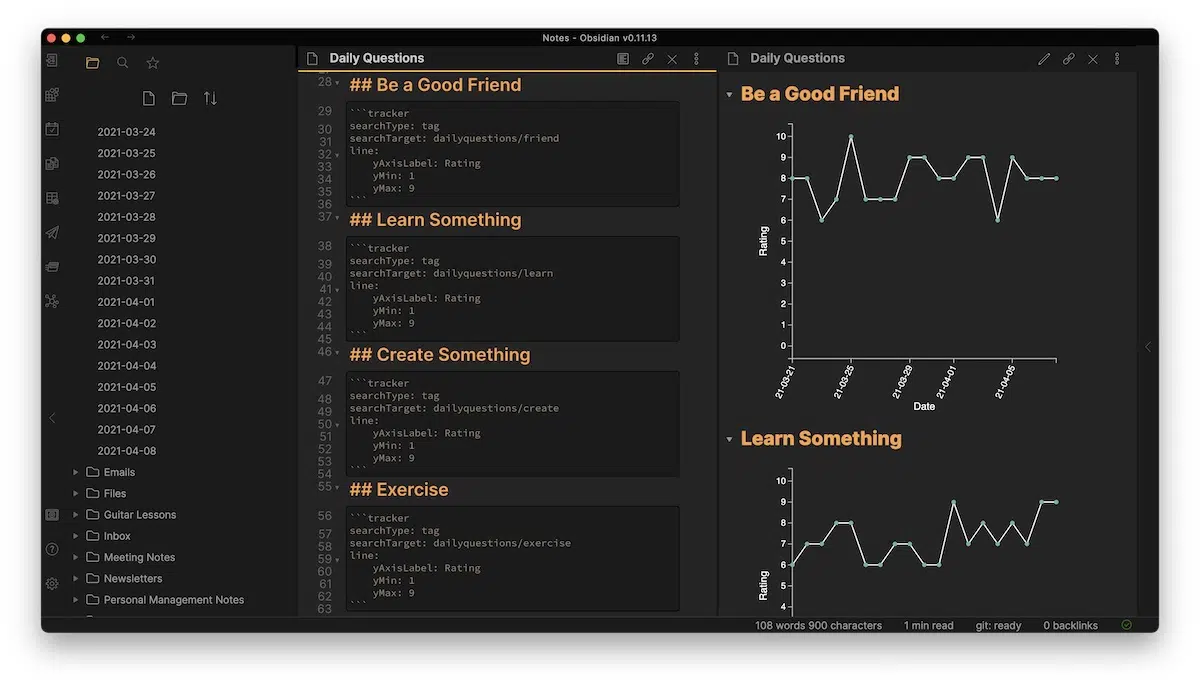 Notes - Obsidian v0.11.13
2021-03-24
2021-03-25
2021-03-26
2021-03-27
2021-03-28
2021-03-29
2021-03-30
2021-03-31
2021-04-01
2021-04-02
2021-04-03
2021-04-04
2021-04-05
2021-04-06
2021-04-07
2021-04-08
Emails
Files
Guitar Lessons
Inbox
Meeting Notes
Newsletters
Personal Management Notes
Daily Questions
28 ## Be a Good Friend
29 ```tracker
30 searchType: tag
31 searchTarget: dailyquestions/friend
32 line:
33 yAxisLabel: Rating
34 yMin: 1
35 yMax: 9
36 ```
37 ## Learn Something
38 ```tracker
39 searchType: tag
40 searchTarget: dailyquestions/learn
41 line:
42 yAxisLabel: Rating
43 yMin: 1
44 yMax: 9
45 ```
46 ## Create Something
47 ```tracker
48 searchType: tag
49 searchTarget: dailyquestions/create
50 line:
51 yAxisLabel: Rating
52 yMin: 1
53 yMax: 9
54 ```
55 ## Exercise
56 ```tracker
57 searchType: tag
58 searchTarget: dailyquestions/exercise
59 line:
60 yAxisLabel: Rating
61 yMin: 1
62 yMax: 9
63 ```
Daily Questions
Be a Good Friend
10
9
8
7
6
5
4
3
2
1
0
Rating
21-03-21
21-03-25
21-03-29
21-04-01
21-04-05
Date
Learn Something
10
9
8
7
6
5
4
Rating
108 words 900 characters
1 min read
git: ready
0 backlinks